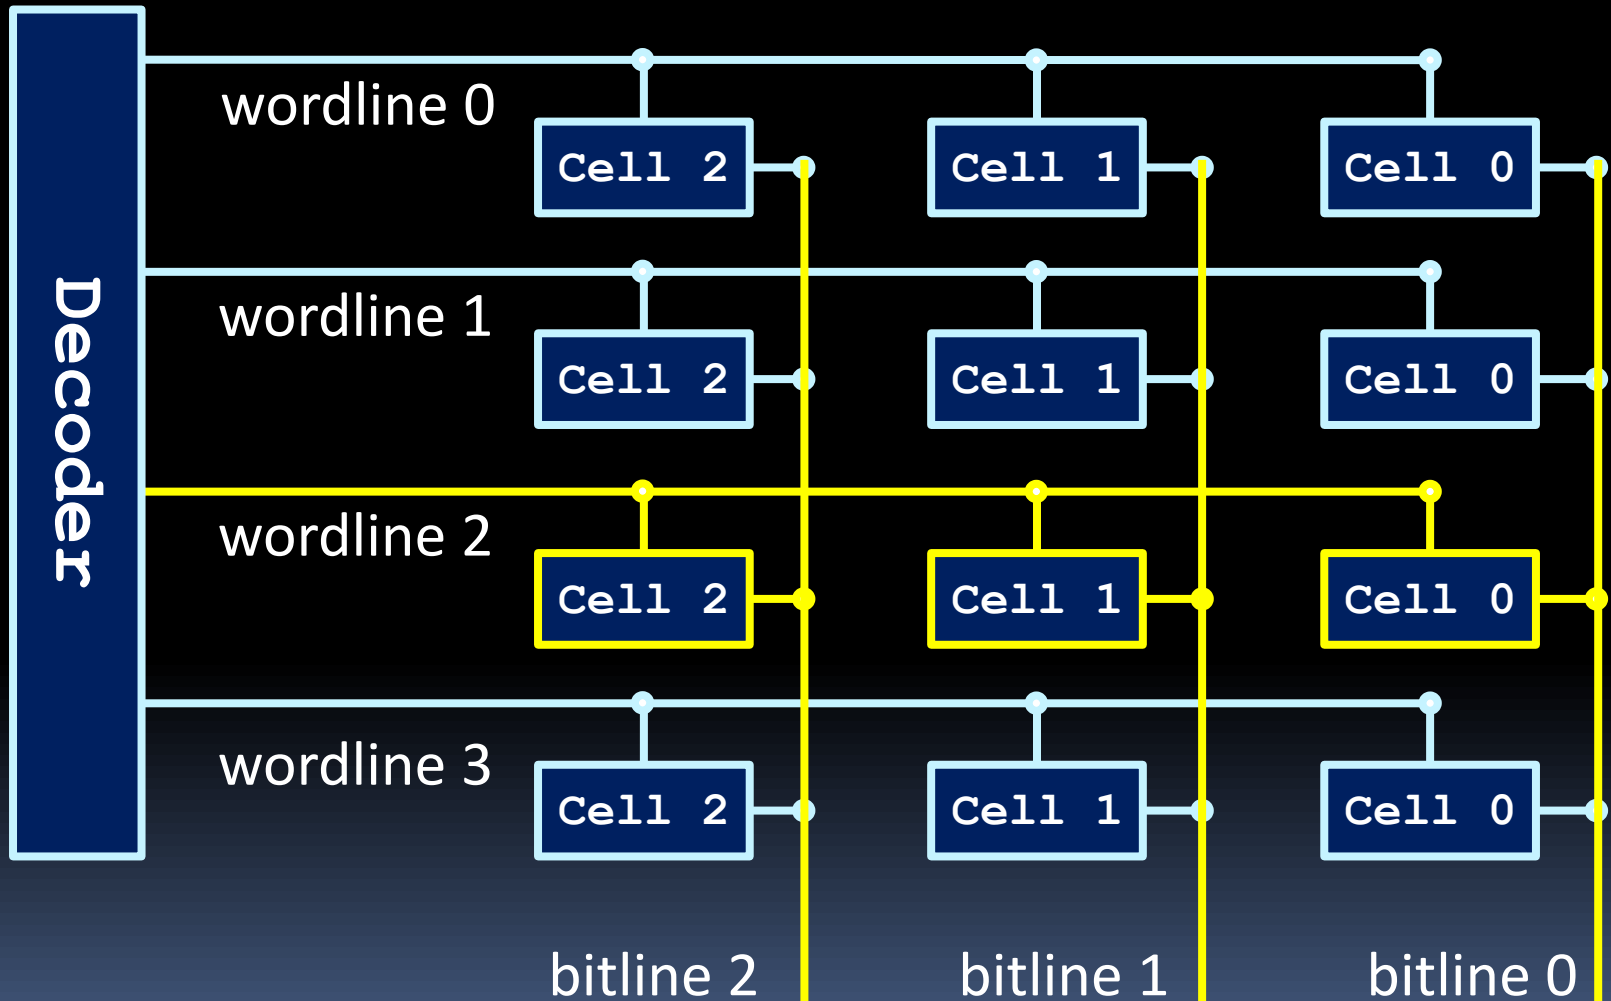 Decoder
wordline 0
Cell 2 Cell 1 Cell 0
wordline 1
Cell 2 Cell 1 Cell 0
wordline 2
Cell 2 Cell 1 Cell 0
wordline 3
Cell 2 Cell 1 Cell 0
bitline 2 bitline 1 bitline 0